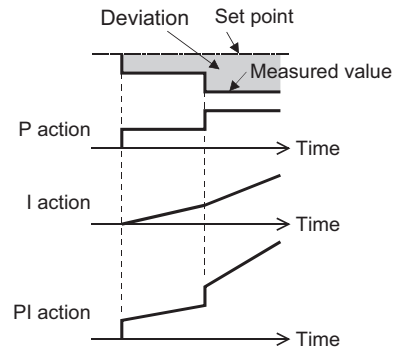 Deviation
Set point
Measured value
P action
Time
I action
Time
PI action
Time